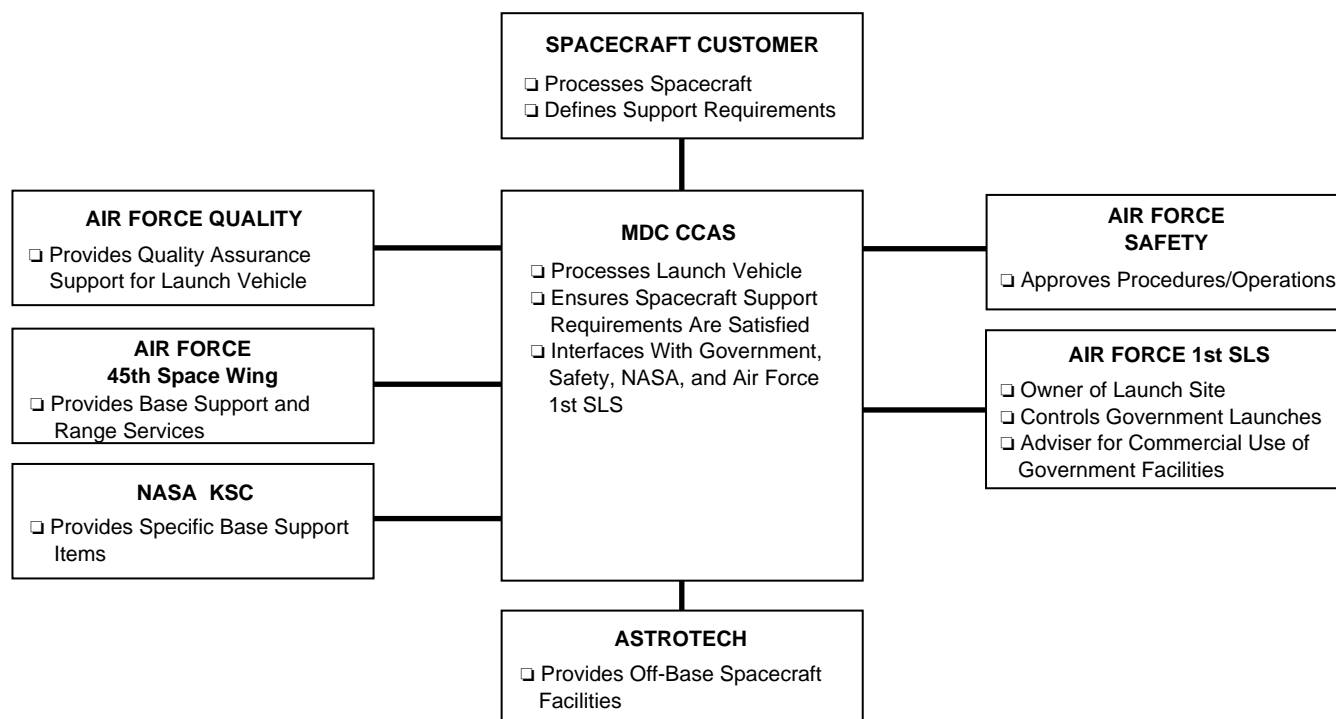 SPACECRAFT CUSTOMER
❏ Processes Spacecraft
❏ Defines Support Requirements
AIR FORCE QUALITY
❏ Provides Quality Assurance
Support for Launch Vehicle
AIR FORCE
45th Space Wing
❏ Provides Base Support and
Range Services
NASA KSC
❏ Provides Specific Base Support
Items
MDC CCAS
❏ Processes Launch Vehicle
❏ Ensures Spacecraft Support
Requirements Are Satisfied
❏ Interfaces With Government,
Safety, NASA, and Air Force
1st SLS
AIR FORCE
SAFETY
❏ Approves Procedures/Operations
AIR FORCE 1st SLS
❏ Owner of Launch Site
❏ Controls Government Launches
❏ Adviser for Commercial Use of
Government Facilities
ASTROTECH
❏ Provides Off-Base Spacecraft
Facilities